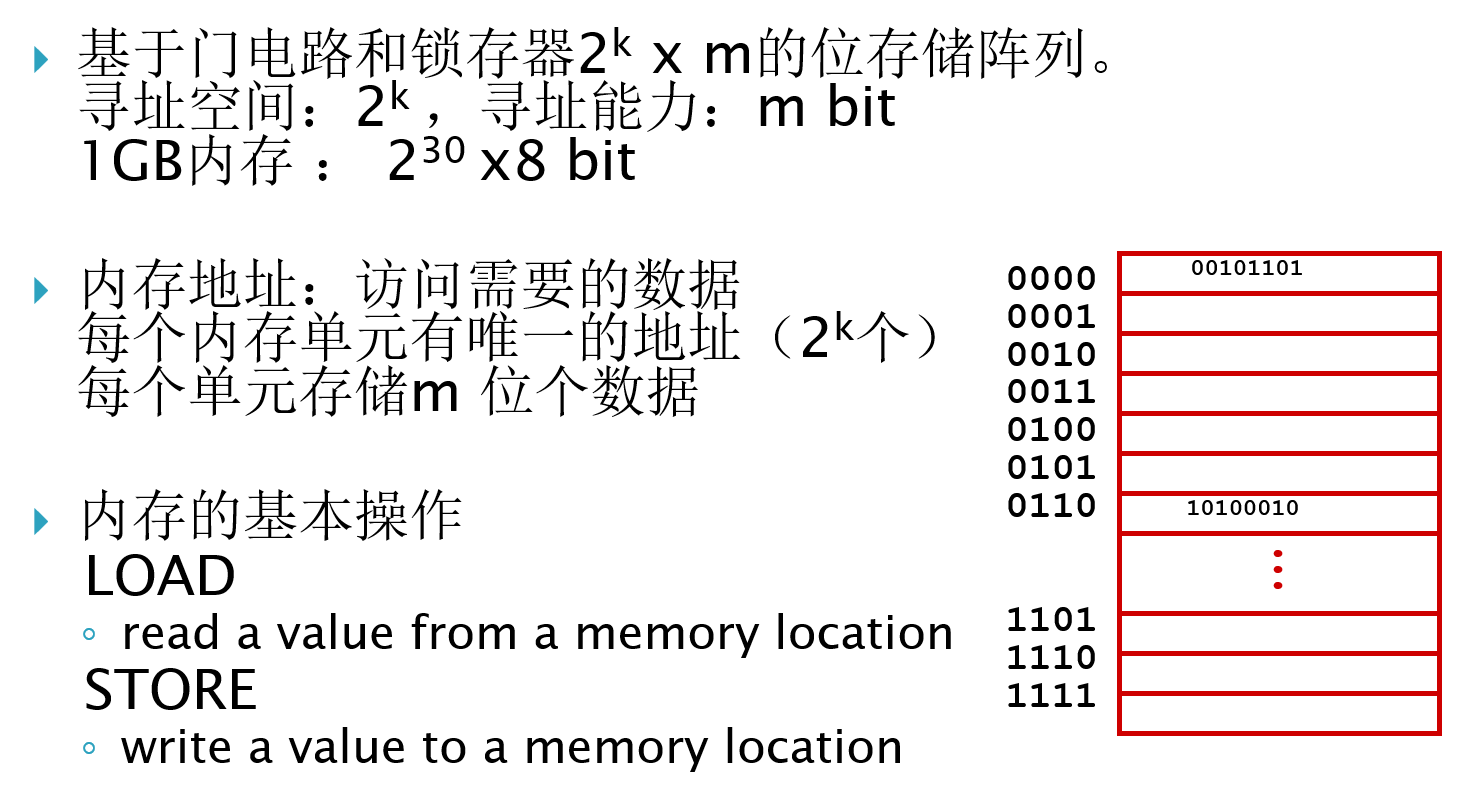 基于门电路和锁存器2ᵏ x m的位存储阵列。
寻址空间：2ᵏ ，寻址能力：m bit
1GB内存 ： 2³⁰ x8 bit
内存地址：访问需要的数据
每个内存单元有唯一的地址（2ᵏ个）
每个单元存储m 位个数据
内存的基本操作
LOAD
read a value from a memory location
STORE
write a value to a memory location
0000 00101101
0001
0010
0011
0100
0101
0110 10100010
1101
1110
1111